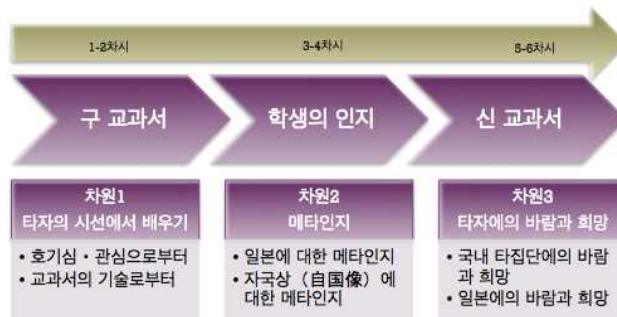 1-2차시
3-4차시
5-6차시
구 교과서
학생의 인지
신 교과서
차원1
타자의 시선에서 배우기
• 호기심・관심으로부터
• 교과서의 기술로부터
차원2
메타인지
• 일본에 대한 메타인지
• 자국상（自国像）에
대한 메타인지
차원3
타자에의 바람과 희망
• 국내 타집단에의 바람
과 희망
• 일본에의 바람과 희망